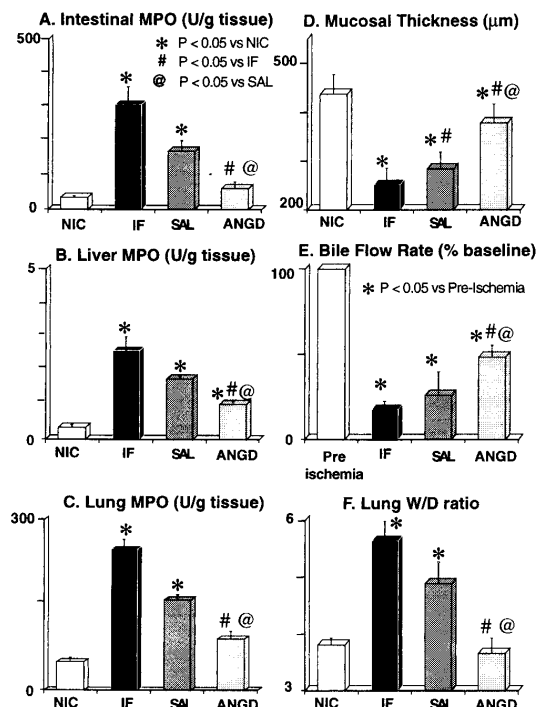 A. Intestinal MPO (U/g tissue)
500
* P < 0.05 vs NIC
# P < 0.05 vs IF
@ P < 0.05 vs SAL
*
*
# @
0
NIC IF SAL ANGD
D. Mucosal Thickness (µm)
500
*#@
*
*#
200
NIC IF SAL ANGD
B. Liver MPO (U/g tissue)
5
*
*
*#@
0
NIC IF SAL ANGD
E. Bile Flow Rate (% baseline)
100
* P < 0.05 vs Pre-Ischemia
*
*
*#@
0
Pre IF SAL ANGD
ischemia
C. Lung MPO (U/g tissue)
300
*
*
# @
0
NIC IF SAL ANGD
F. Lung W/D ratio
6
*
*
# @
3
NIC IF SAL ANGD